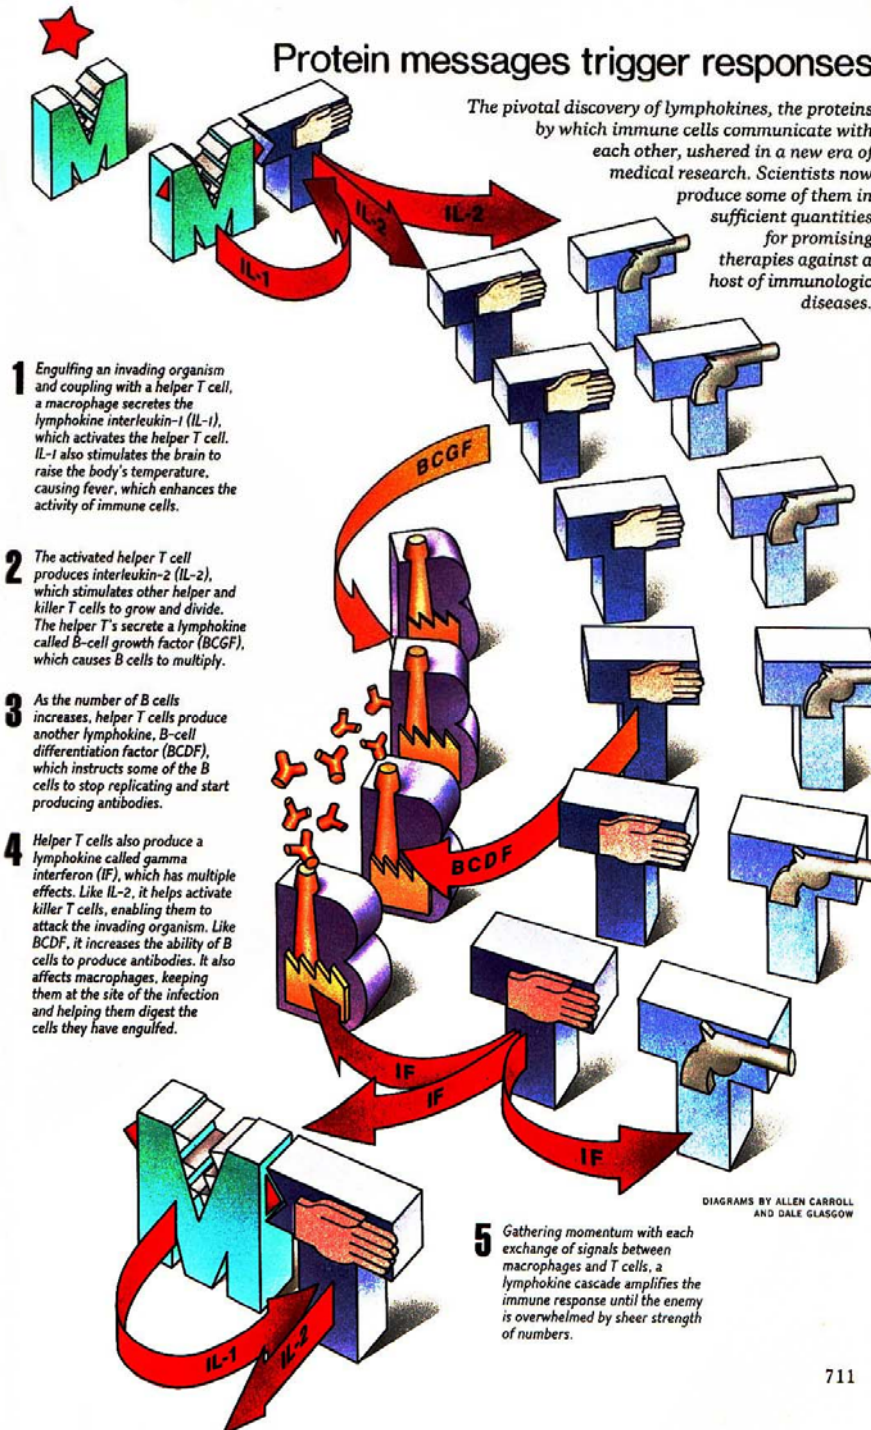 Protein messages trigger responses
The pivotal discovery of lymphokines, the proteins
by which immune cells communicate with
each other, ushered in a new era of
medical research. Scientists now
produce some of them in
sufficient quantities
for promising
therapies against a
host of immunologic
diseases.
M
M
T
IL-1
IL-2
IL-2
T
T
T
T
1 Engulfing an invading organism
and coupling with a helper T cell,
a macrophage secretes the
lymphokine interleukin-1 (IL-1),
which activates the helper T cell.
IL-1 also stimulates the brain to
raise the body's temperature,
causing fever, which enhances the
activity of immune cells.
BCGF
T
T
B
2 The activated helper T cell
produces interleukin-2 (IL-2),
which stimulates other helper and
killer T cells to grow and divide.
The helper T's secrete a lymphokine
called B-cell growth factor (BCGF),
which causes B cells to multiply.
B
T
T
3 As the number of B cells
increases, helper T cells produce
another lymphokine, B-cell
differentiation factor (BCDF),
which instructs some of the B
cells to stop replicating and start
producing antibodies.
B
BCDF
T
T
4 Helper T cells also produce a
lymphokine called gamma
interferon (IF), which has multiple
effects. Like IL-2, it helps activate
killer T cells, enabling them to
attack the invading organism. Like
BCDF, it increases the ability of B
cells to produce antibodies. It also
affects macrophages, keeping
them at the site of the infection
and helping them digest the
cells they have engulfed.
B
T
T
IF
IF
IF
M
T
IL-1
IL-2
DIAGRAMS BY ALLEN CARROLL
AND DALE GLASGOW
5 Gathering momentum with each
exchange of signals between
macrophages and T cells, a
lymphokine cascade amplifies the
immune response until the enemy
is overwhelmed by sheer strength
of numbers.
711